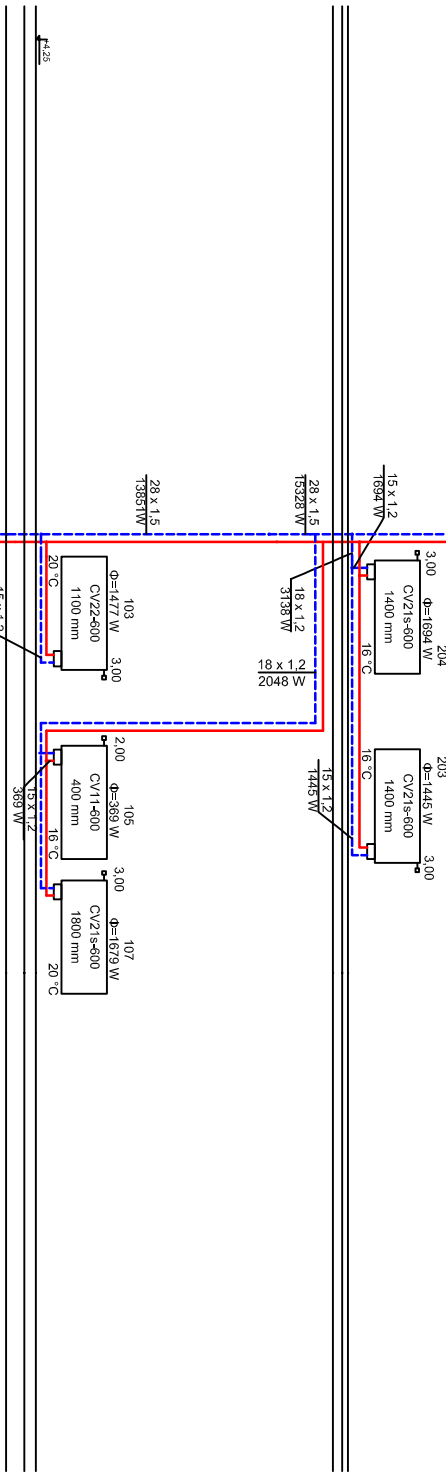 +4,25
204
Φ=1694 W
CV21s-600
1400 mm
3,00
16 °C
15 x 1,2
1694 W
203
Φ=1445 W
CV21s-600
1400 mm
3,00
16 °C
15 x 1,2
1445 W
28 x 1,5
15328 W
18 x 1,2
3138 W
18 x 1,2
2048 W
28 x 1,5
13851W
103
Φ=1477 W
CV22-600
1100 mm
3,00
20 °C
105
Φ=369 W
CV11-600
400 mm
2,00
16 °C
15 x 1,2
369 W
107
Φ=1679 W
CV21s-600
1800 mm
3,00
20 °C